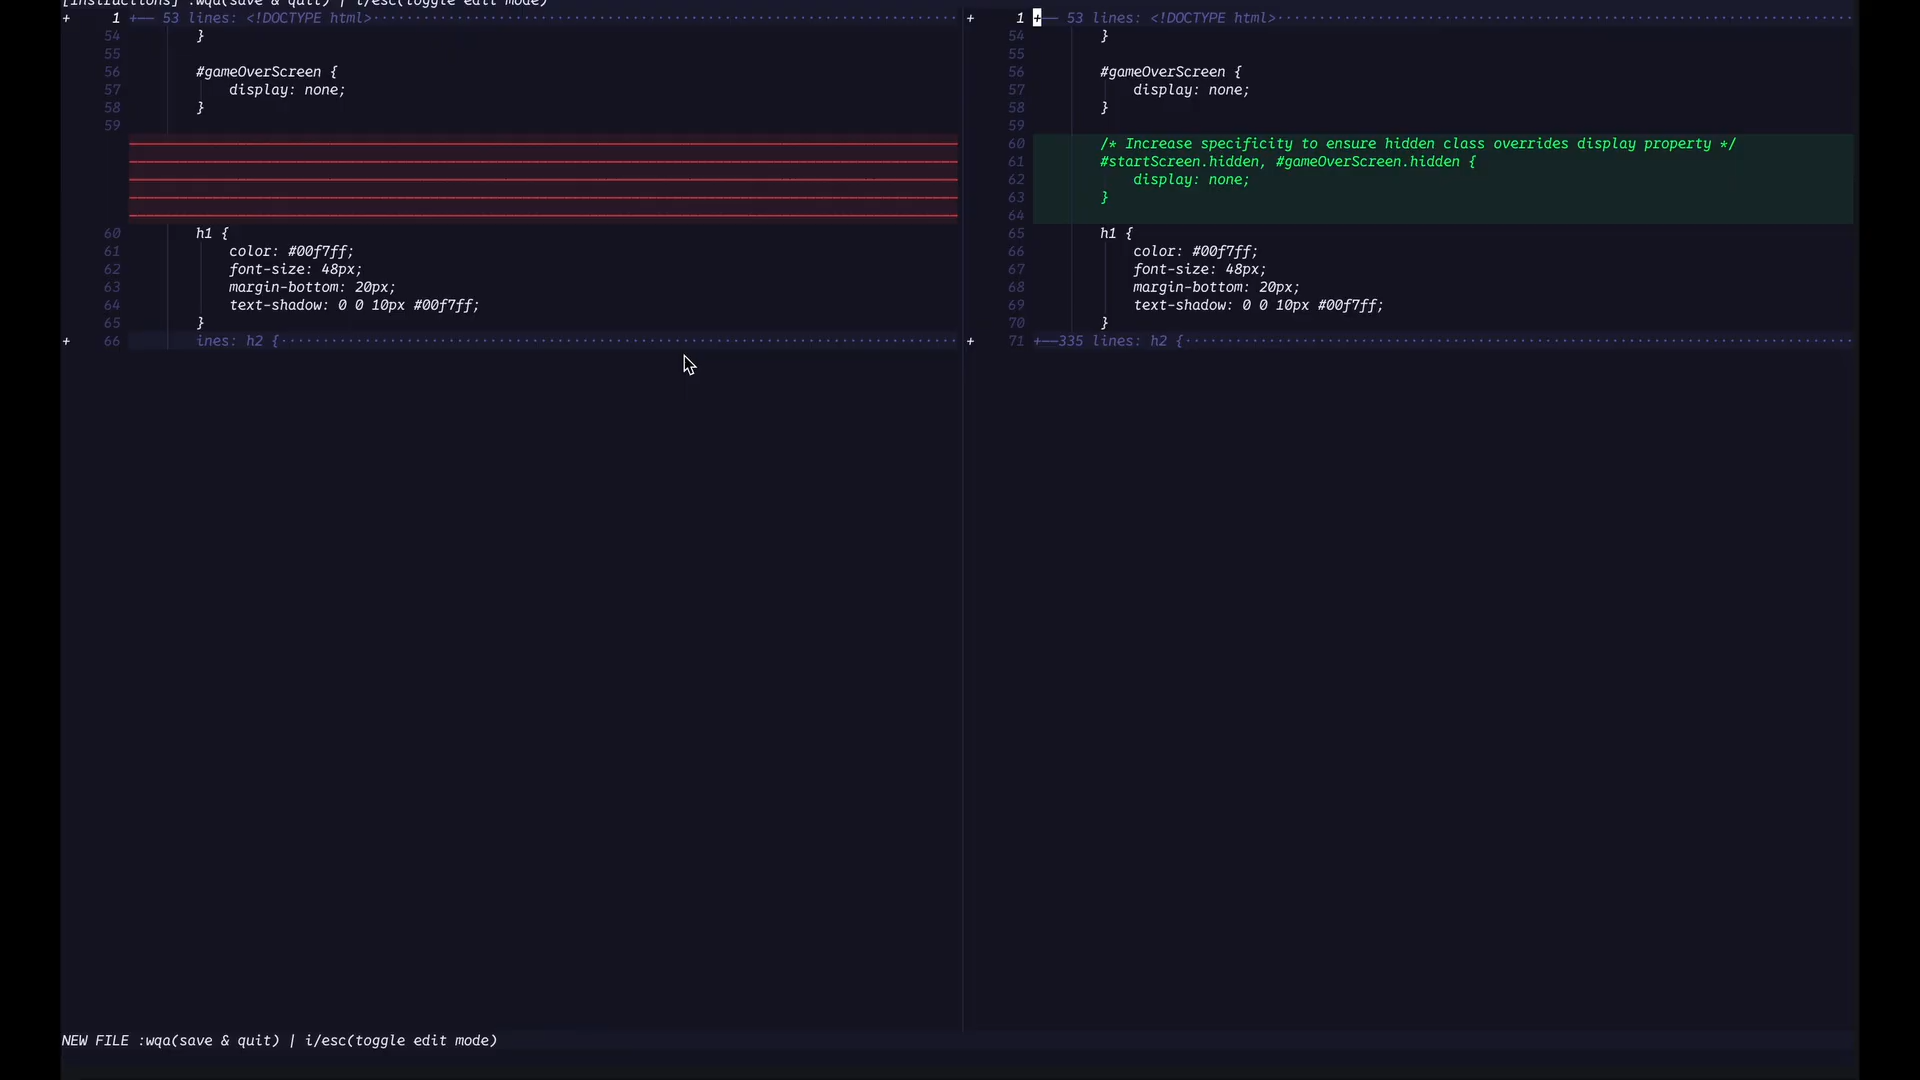 [Instructions] :wqa(save & quit) | i/esc(toggle edit mode)
+ 1 +── 53 lines: <!DOCTYPE html>
54 }
55
56 #gameOverScreen {
57 display: none;
58 }
59
60 h1 {
61 color: #00f7ff;
62 font-size: 48px;
63 margin-bottom: 20px;
64 text-shadow: 0 0 10px #00f7ff;
65 }
+ 66 ines: h2 {
+ 1 +── 53 lines: <!DOCTYPE html>
54 }
55
56 #gameOverScreen {
57 display: none;
58 }
59
60 /* Increase specificity to ensure hidden class overrides display property */
61 #startScreen.hidden, #gameOverScreen.hidden {
62 display: none;
63 }
64
65 h1 {
66 color: #00f7ff;
67 font-size: 48px;
68 margin-bottom: 20px;
69 text-shadow: 0 0 10px #00f7ff;
70 }
+ 71 +──335 lines: h2 {
NEW FILE :wqa(save & quit) | i/esc(toggle edit mode)